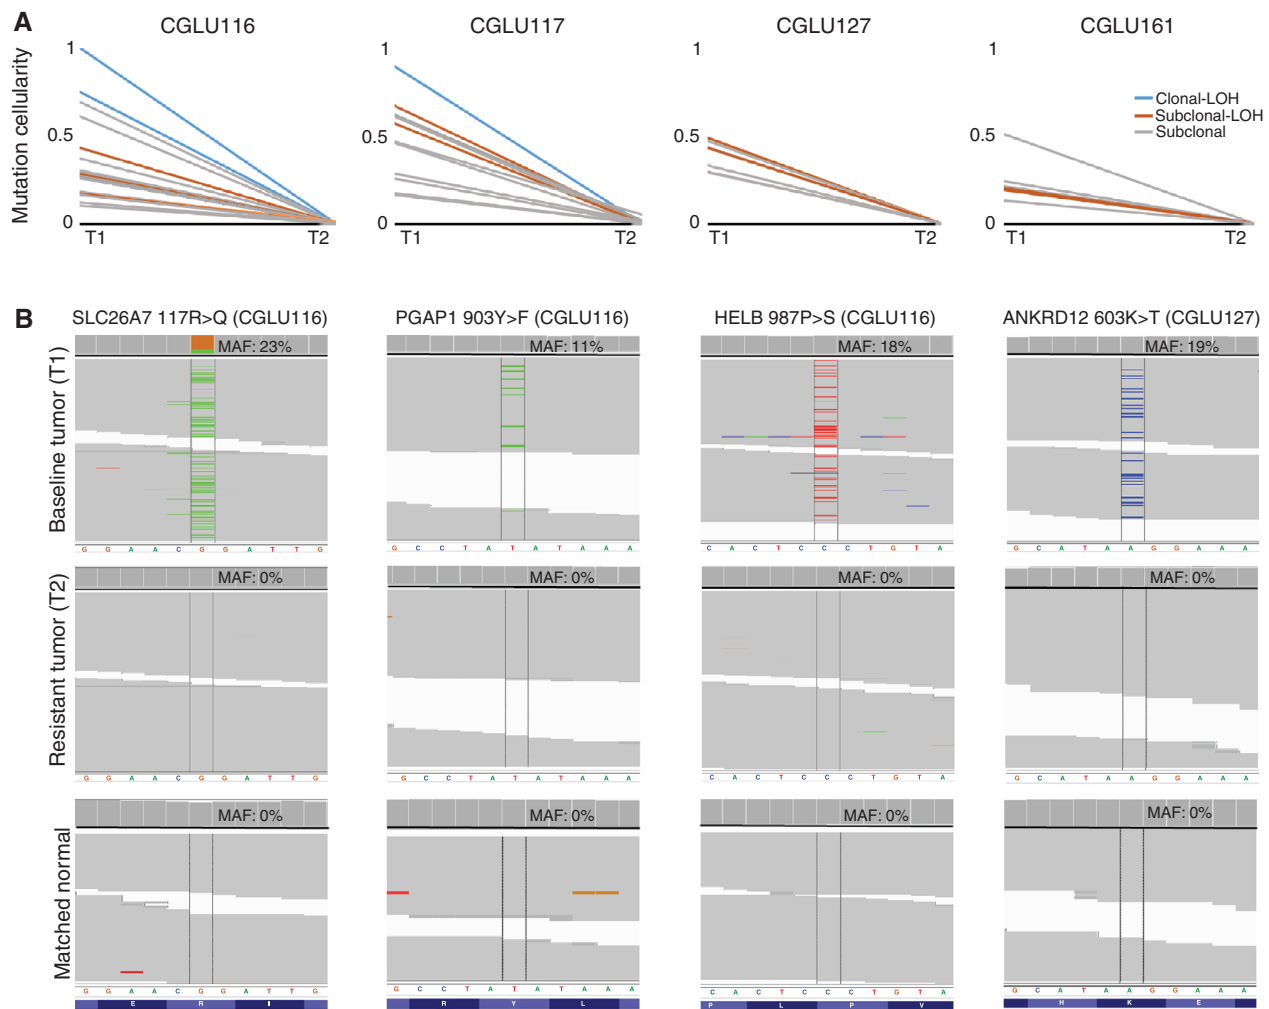 A
CGLU116
CGLU117
CGLU127
CGLU161
Mutation cellularity
1
0.5
0
T1
T2
1
0.5
0
T1
T2
1
0.5
0
T1
T2
1
0.5
0
T1
T2
Clonal-LOH
Subclonal-LOH
Subclonal
B
SLC26A7 117R>Q (CGLU116)
PGAP1 903Y>F (CGLU116)
HELB 987P>S (CGLU116)
ANKRD12 603K>T (CGLU127)
Baseline tumor (T1)
MAF: 23%
MAF: 11%
MAF: 18%
MAF: 19%
G G A A C G G A T T G
G C C T A T A T A A A
C A C T C C C T G T A
G C A T A A G G A A A
Resistant tumor (T2)
MAF: 0%
MAF: 0%
MAF: 0%
MAF: 0%
G G A A C G G A T T G
G C C T A T A T A A A
C A C T C C C T G T A
G C A T A A G G A A A
Matched normal
MAF: 0%
MAF: 0%
MAF: 0%
MAF: 0%
G G A A C G G A T T G
G C C T A T A T A A A
C A C T C C C T G T A
G C A T A A G G A A A
E R I
R Y L
P L P V
H K E